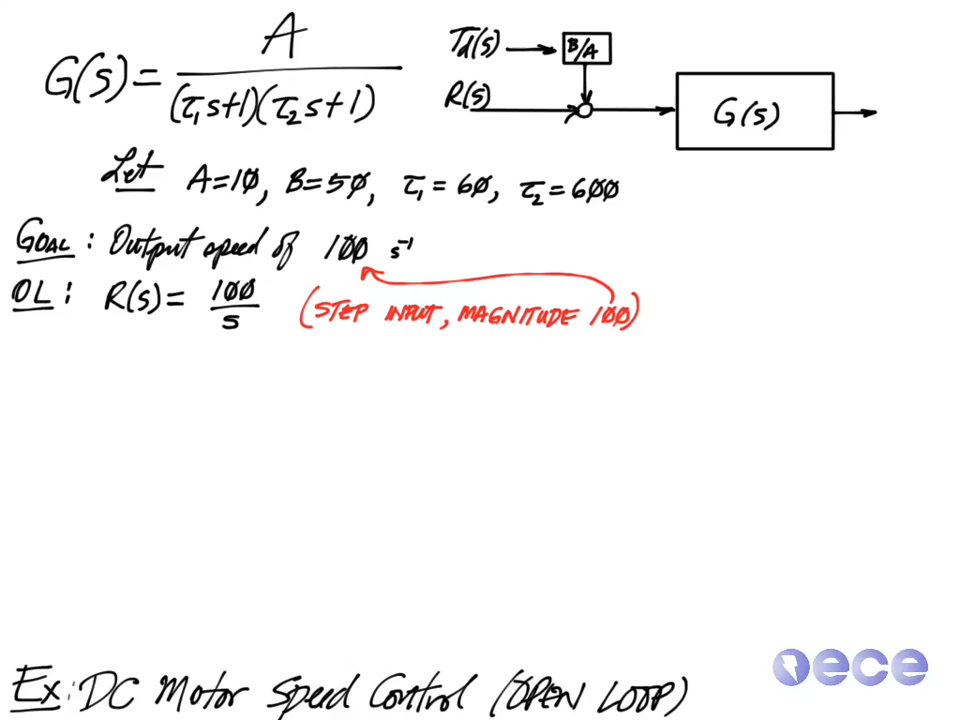 G(s) = A / (τ₁s+1)(τ₂s+1)
Td(s) B/A
R(s) G(s)
Let A=10, B=50, τ₁ = 60, τ₂ = 600
GOAL: Output speed of 100 s⁻¹
OL: R(s) = 100/s (STEP INPUT, MAGNITUDE 100)
Ex: DC Motor Speed Control (OPEN LOOP)
ece